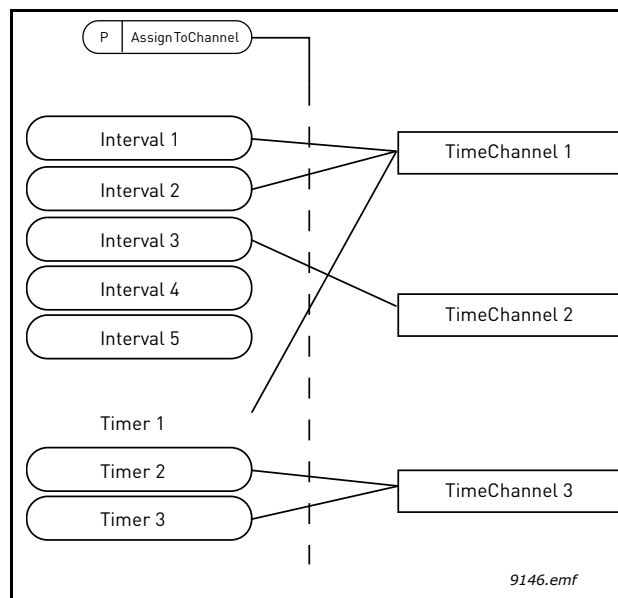 P AssignToChannel
Interval 1
Interval 2
Interval 3
Interval 4
Interval 5
Timer 1
Timer 2
Timer 3
TimeChannel 1
TimeChannel 2
TimeChannel 3
9146.emf